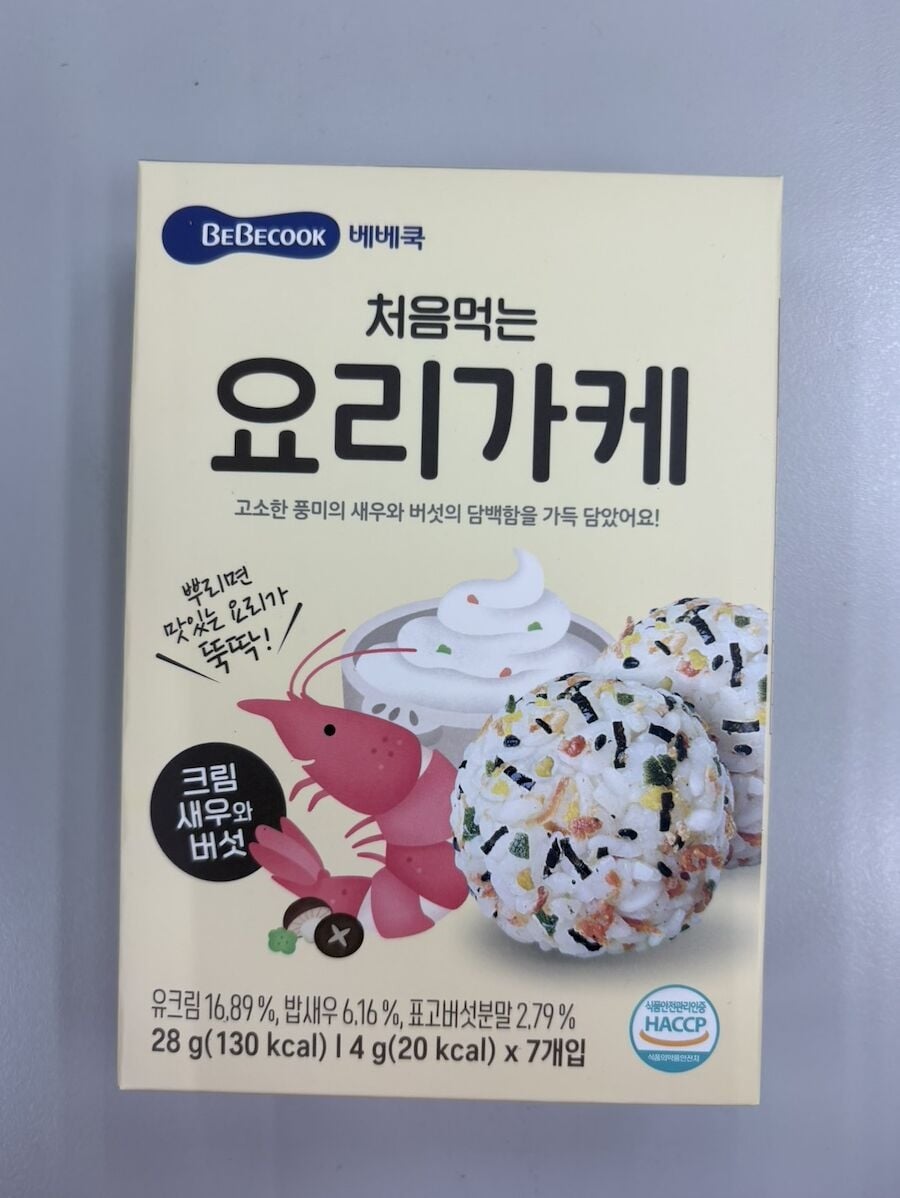 BEBECOOK 베베쿡
처음먹는
요리가케
고소한 풍미의 새우와 버섯의 담백함을 가득 담았어요!
뿌리면
맛있는 요리가
뚝딱!
크림
새우와
버섯
유크림 16.89 %, 밥새우 6.16 %, 표고버섯분말 2.79 %
28 g(130 kcal) I 4 g(20 kcal) x 7개입
식품안전관리인증
HACCP
식품의약품안전처